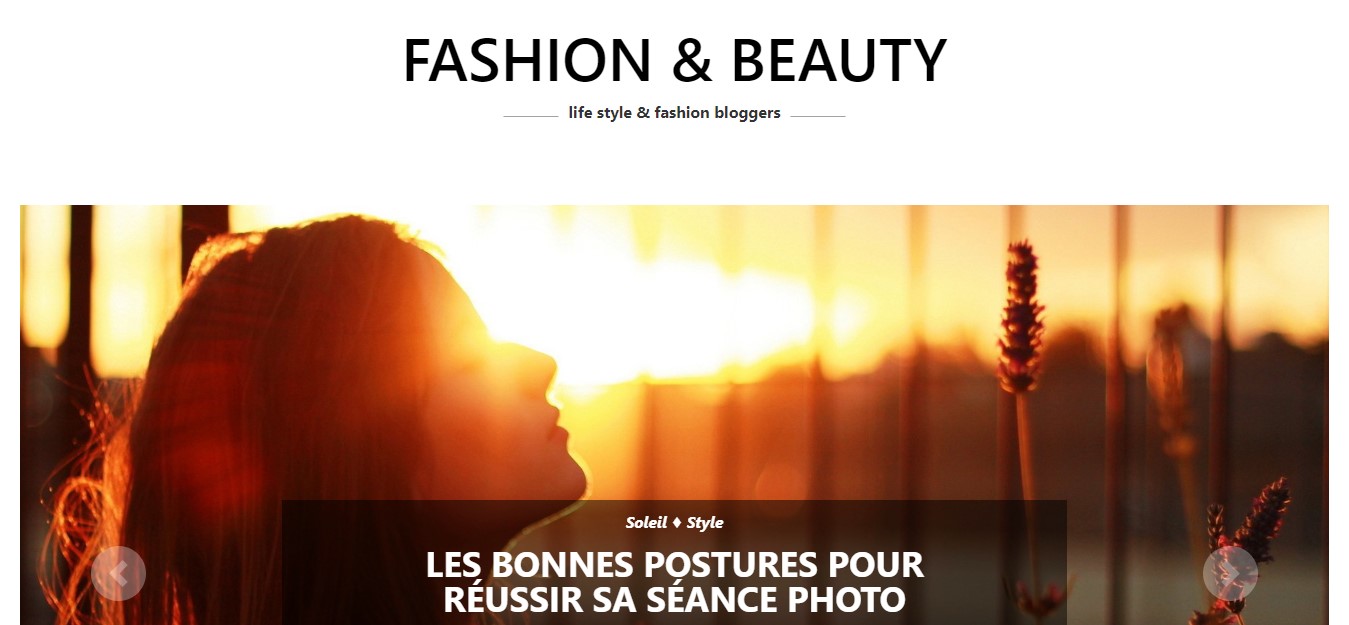 FASHION & BEAUTY
life style & fashion bloggers
Soleil ♦ Style
LES BONNES POSTURES POUR
RÉUSSIR SA SÉANCE PHOTO